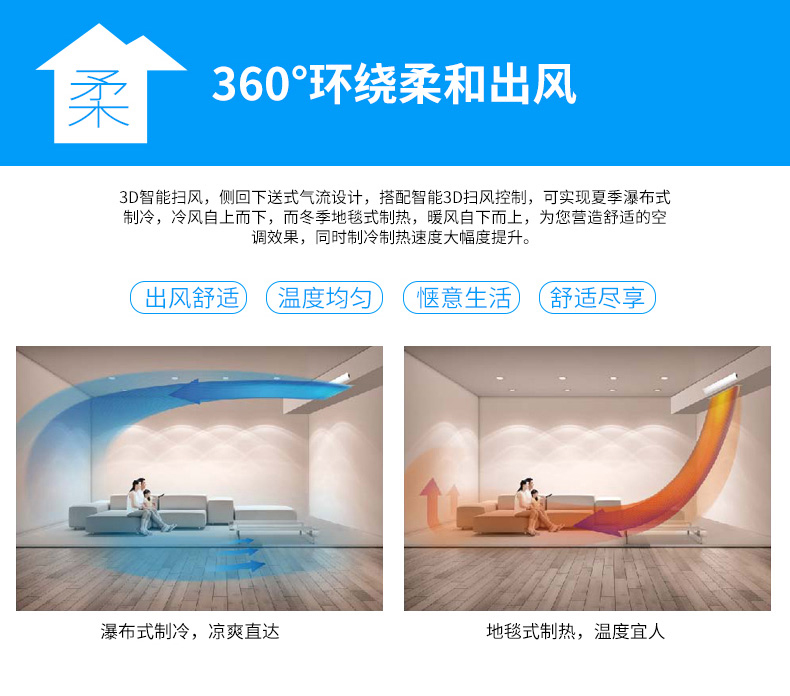 柔
360°环绕柔和出风
3D智能扫风，侧回下送式气流设计，搭配智能3D扫风控制，可实现夏季瀑布式
制冷，冷风自上而下，而冬季地毯式制热，暖风自下而上，为您营造舒适的空
调效果，同时制冷制热速度大幅度提升。
出风舒适 温度均匀 惬意生活 舒适尽享
瀑布式制冷，凉爽直达
地毯式制热，温度宜人